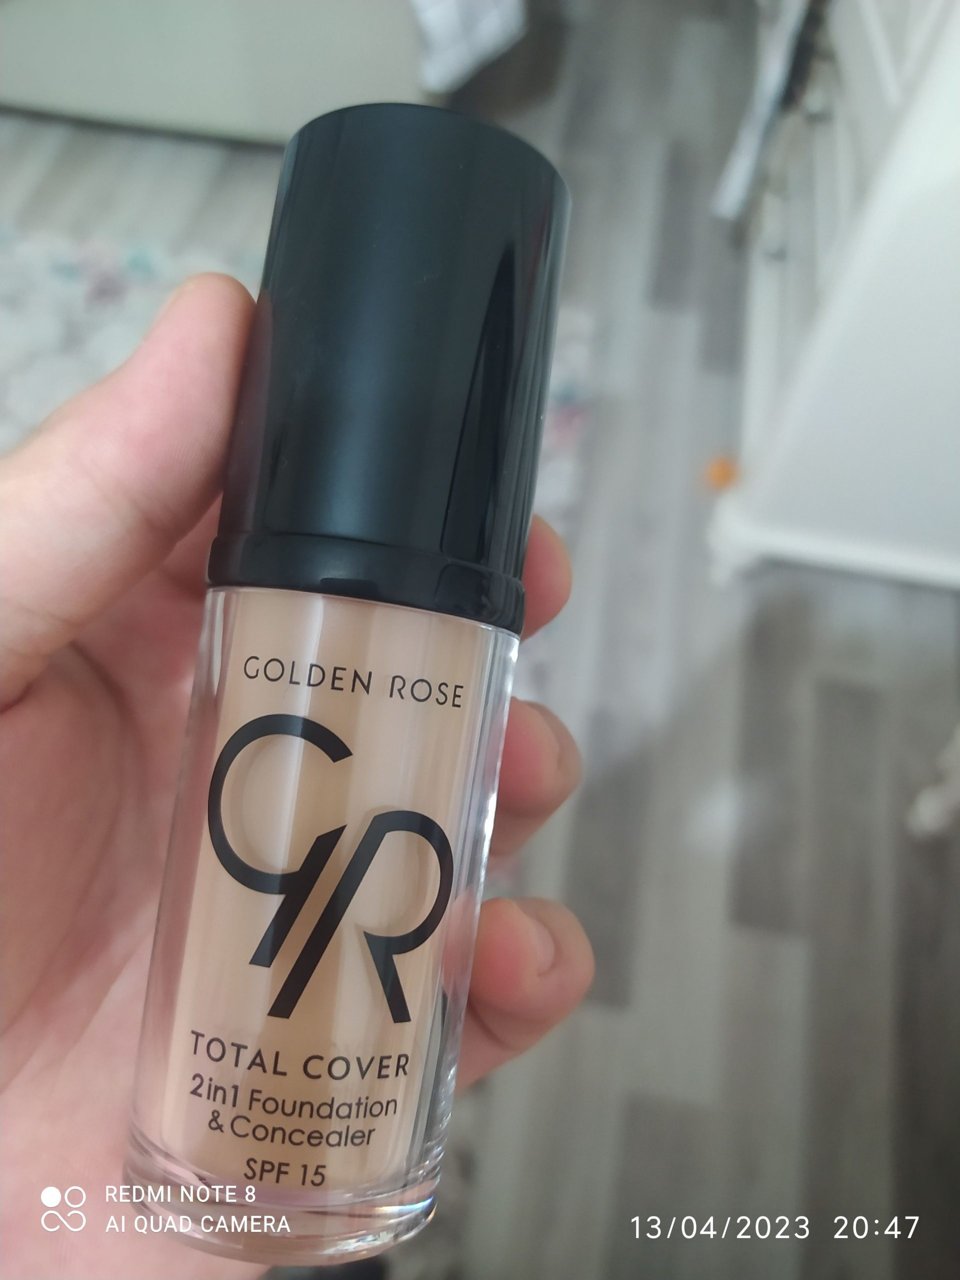 GOLDEN ROSE
GR
TOTAL COVER
2in1 Foundation
& Concealer
SPF 15
REDMI NOTE 8
AI QUAD CAMERA
13/04/2023 20:47